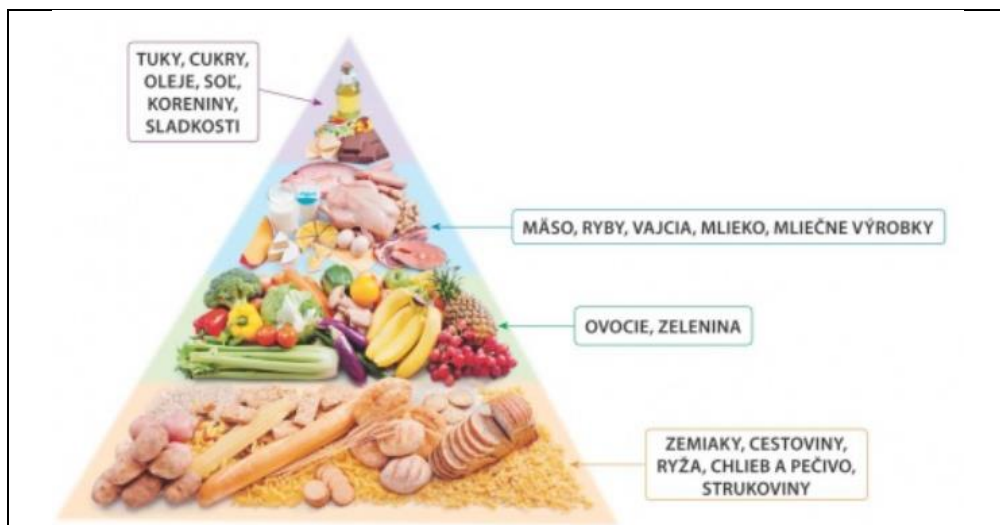 TUKY, CUKRY,
OLEJE, SOĽ,
KORENINY,
SLADKOSTI
MÄSO, RYBY, VAJCIA, MLIEKO, MLIEČNE VÝROBKY
OVOCIE, ZELENINA
ZEMIAKY, CESTOVINY,
RYŽA, CHLIEB A PEČIVO,
STRUKOVINY